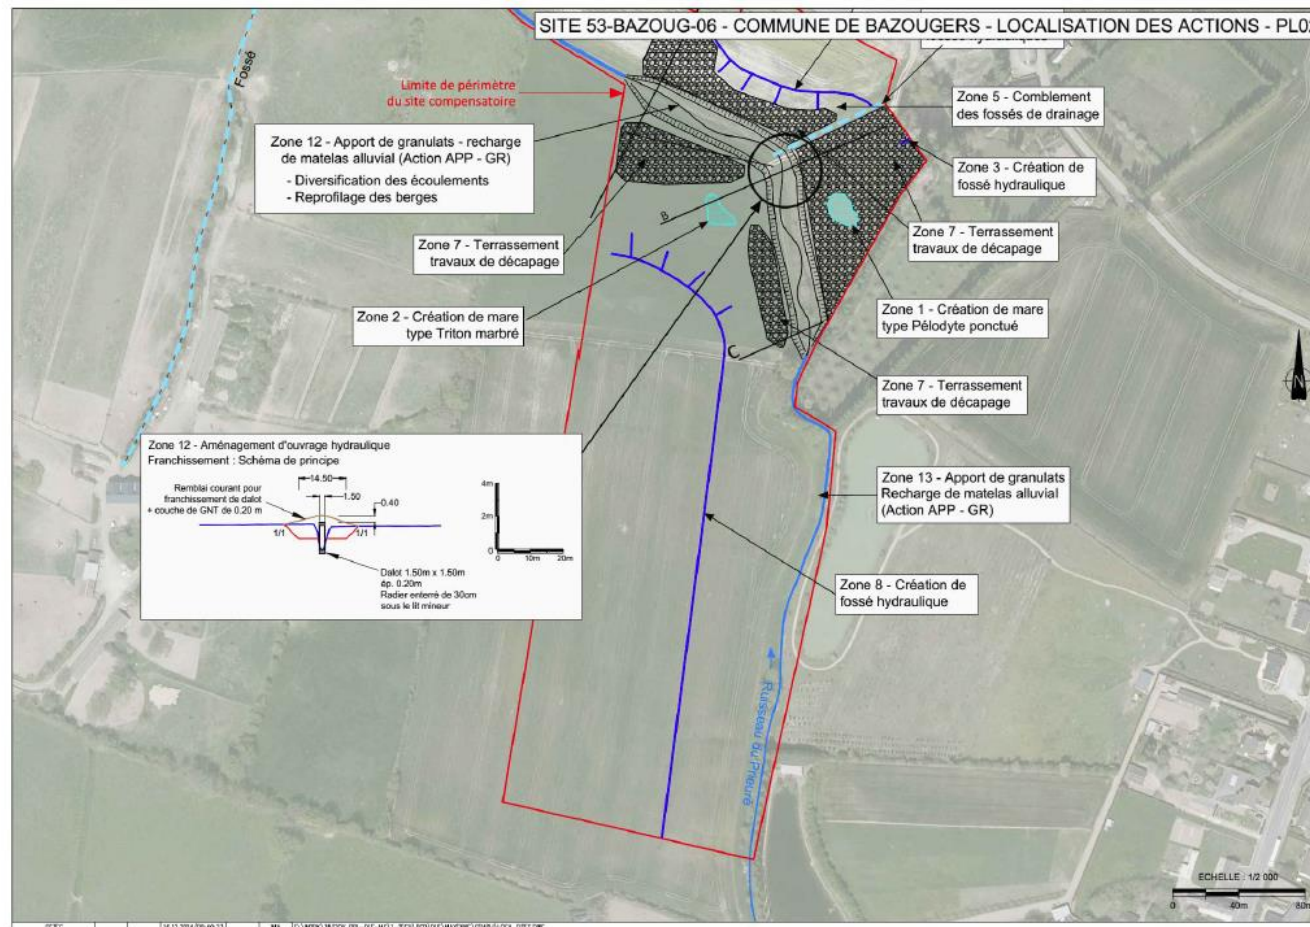 SITE 53-BAZOUG-06 - COMMUNE DE BAZOUGERS - LOCALISATION DES ACTIONS - PL02
Fossé
Limite de périmètre
du site compensatoire
Zone 5 - Comblement
des fossés de drainage
Zone 12 - Apport de granulats - recharge
de matelas alluvial (Action APP - GR)
- Diversification des écoulements
- Reprofilage des berges
Zone 3 - Création de
fossé hydraulique
B
Zone 7 - Terrassement
travaux de décapage
Zone 7 - Terrassement
travaux de décapage
Zone 2 - Création de mare
type Triton marbré
Zone 1 - Création de mare
type Pélodyte ponctué
C
Zone 7 - Terrassement
travaux de décapage
N
Zone 12 - Aménagement d'ouvrage hydraulique
Franchissement : Schéma de principe
14.50
1.50
0.40
Remblai courant pour
franchissement de dalot
+ couche de GNT de 0.20 m
1/1
1/1
4m
2m
0
0
10m
20m
Dalot 1.50m x 1.50m
ép. 0.20m
Radier enterré de 30cm
sous le lit mineur
Zone 13 - Apport de granulats
Recharge de matelas alluvial
(Action APP - GR)
Zone 8 - Création de
fossé hydraulique
Ruisseau du Prieuré
ECHELLE : 1/2 000
0
40m